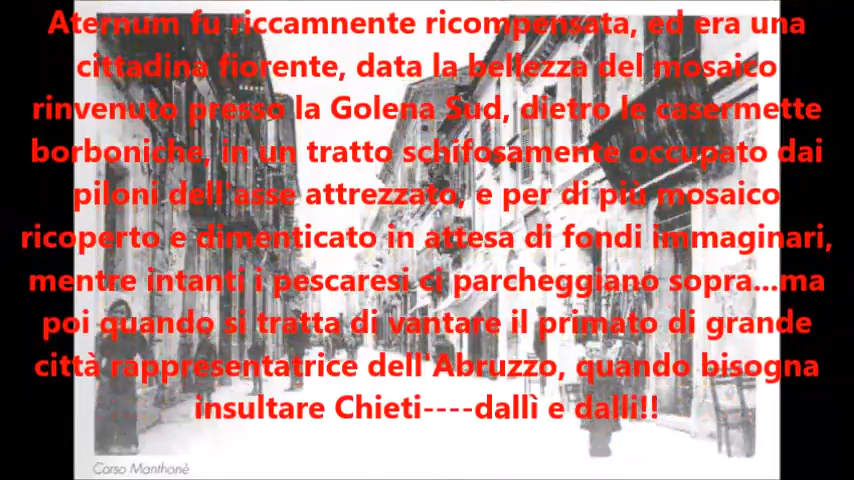 Aternum fu riccamnente ricompensata, ed era una
cittadina fiorente, data la bellezza del mosaico
rinvenuto presso la Golena Sud, dietro le casermette
borboniche, in un tratto schifosamente occupato dai
piloni dell'asse attrezzato, e per di più mosaico
ricoperto e dimenticato in attesa di fondi immaginari,
mentre intanti i pescaresi ci parcheggiano sopra...ma
poi quando si tratta di vantare il primato di grande
città rappresentatrice dell'Abruzzo, quando bisogna
insultare Chieti----dallì e dalli!!
Corso Manthonè